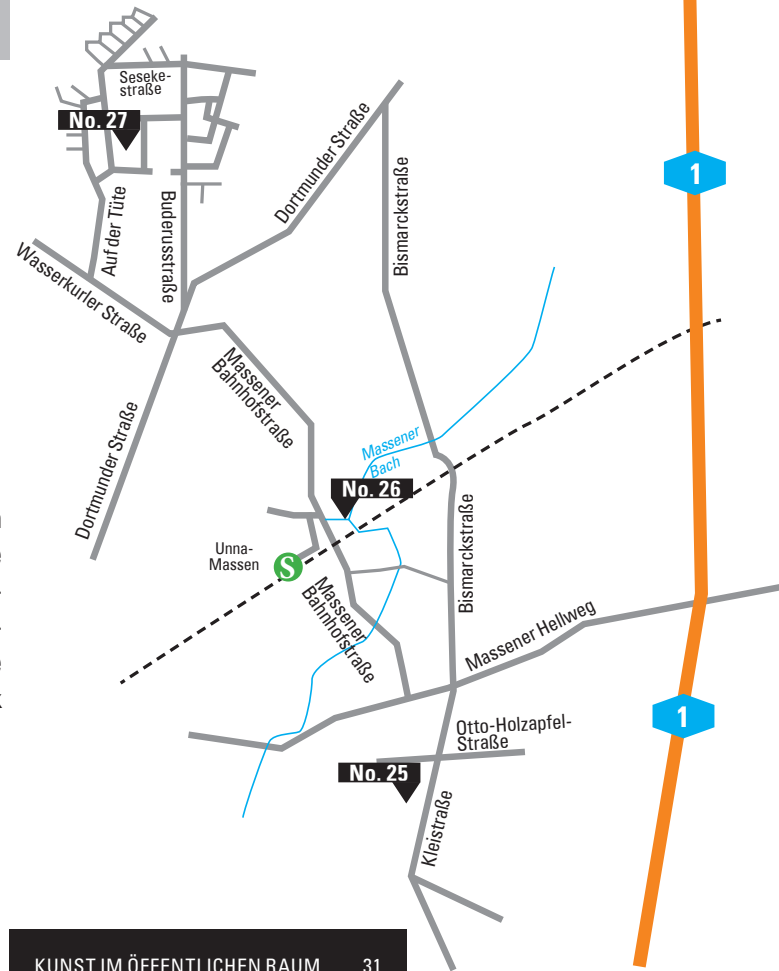 Seseke-
straße
No. 27
Dortmunder Straße
1
Bismarckstraße
Auf der Tüte
Buderusstraße
Wasserkurler Straße
Massener
Bahnhofstraße
Massener
Bach
Dortmunder Straße
No. 26
Unna-
Massen
S
Bismarckstraße
Massener
Bahnhofstraße
Massener Hellweg
1
Otto-Holzapfel-
Straße
No. 25
Kleistraße
KUNST IM ÖFFENTLICHEN RAUM 31